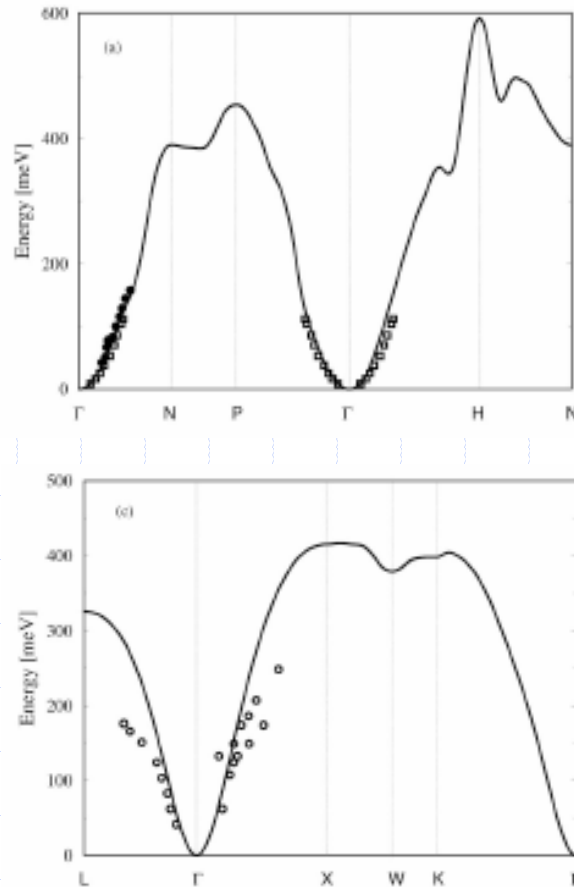 600
(a)
400
Energy [meV]
200
0
Γ N P Γ H N
500
(c)
400
300
Energy [meV]
200
100
0
L Γ X W K